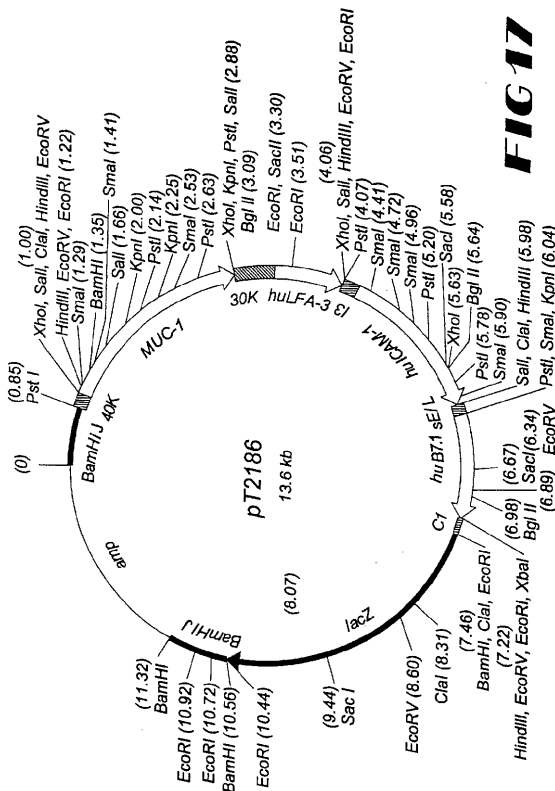 FIG 17
(0)
(0.85)
Pst I
(1.00)
XhoI, SalI, ClaI, HindIII, EcoRV
HindIII, EcoRV, EcoRI (1.22)
SmaI (1.29)
BamHI (1.35)
SmaI (1.41)
SalI (1.66)
KpnI (2.00)
PstI (2.14)
KpnI (2.25)
SmaI (2.53)
PstI (2.63)
XhoI, KpnI, PstI, SalI (2.88)
Bgl II (3.09)
EcoRI, SacII (3.30)
EcoRI (3.51)
(4.06)
XhoI, SalI, HindIII, EcoRV, EcoRI
PstI (4.07)
SmaI (4.41)
SmaI (4.72)
SmaI (4.96)
PstI (5.20)
SacI (5.58)
XhoI (5.63)
Bgl II (5.64)
PstI (5.78)
SmaI (5.90)
SalI, ClaI, HindIII (5.98)
PstI, SmaI, KpnI (6.04)
EcoRV
SacI (6.34)
(6.67)
(6.89)
Bgl II
(6.98)
HindIII, EcoRV, EcoRI, XbaI
(7.22)
BamHI, ClaI, EcoRI
(7.46)
ClaI (8.31)
EcoRV (8.60)
Sac I
(9.44)
EcoRI (10.44)
BamHI (10.56)
EcoRI (10.72)
EcoRI (10.92)
BamHI
(11.32)
BamHI J
40K
MUC-1
30K
huLFA-3
I3
huICAM-1
sE/L
huB7.1
C1
lacZ
BamHI J
amp
(8.07)
pT2186
13.6 kb